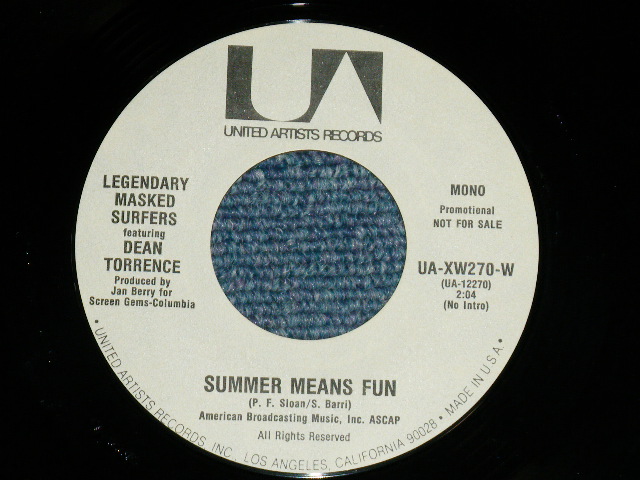 UA
UNITED ARTISTS RECORDS
LEGENDARY
MASKED
SURFERS
featuring
DEAN
TORRENCE
Produced by
Jan Berry for
Screen Gems-Columbia
MONO
Promotional
NOT FOR SALE
UA-XW270-W
(UA-12270)
2:04
(No Intro)
SUMMER MEANS FUN
(P. F. Sloan/S. Barri)
American Broadcasting Music, Inc. ASCAP
All Rights Reserved
• UNITED ARTISTS RECORDS, INC., LOS ANGELES, CALIFORNIA 90028 • MADE IN U.S.A. •